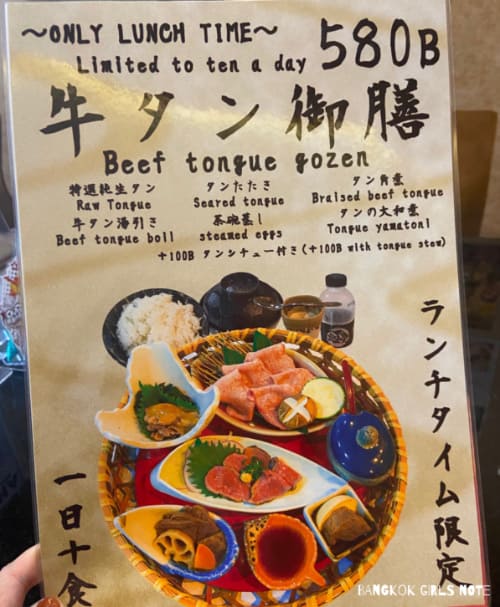 ～ONLY LUNCH TIME～
Limited to ten a day
580B
牛タン御膳
Beef tongue gozen
特選純生タン
Raw Tongue
タンたたき
Seared tongue
タン角煮
Braised beef tongue
牛タン湯引き
Beef tongue boil
茶碗蒸し
steamed eggs
タンの大和煮
Tongue yamatoni
+100B タンシチュー付き(+100B with tongue stew)
ランチタイム限定
一日十食
BANGKOK GIRLS NOTE